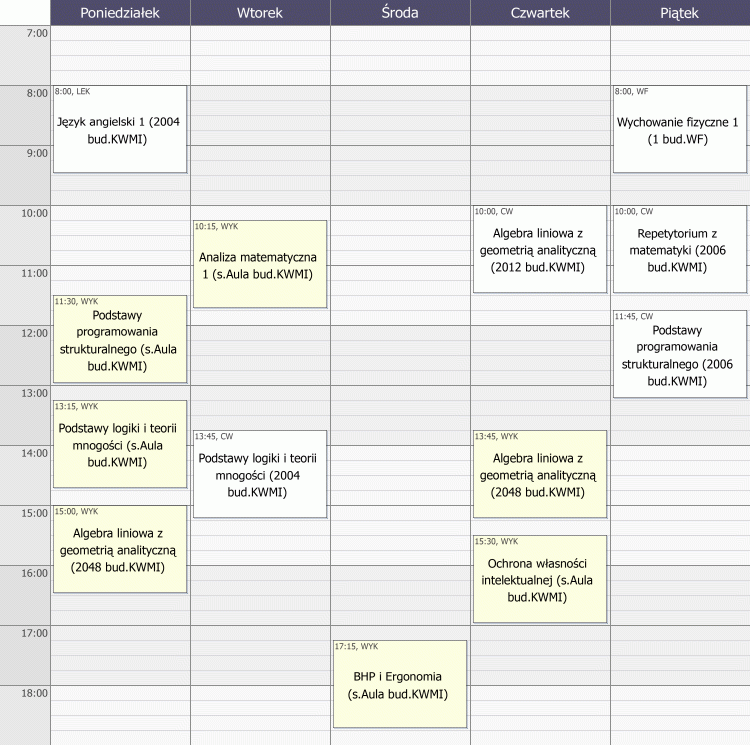 Poniedziałek
Wtorek
Środa
Czwartek
Piątek
7:00
8:00
9:00
10:00
11:00
12:00
13:00
14:00
15:00
16:00
17:00
18:00
8:00, LEK
Język angielski 1 (2004
bud.KWMI)
11:30, WYK
Podstawy
programowania
strukturalnego (s.Aula
bud.KWMI)
13:15, WYK
Podstawy logiki i teorii
mnogości (s.Aula
bud.KWMI)
15:00, WYK
Algebra liniowa z
geometrią analityczną
(2048 bud.KWMI)
10:15, WYK
Analiza matematyczna
1 (s.Aula bud.KWMI)
13:45, CW
Podstawy logiki i teorii
mnogości (2004
bud.KWMI)
17:15, WYK
BHP i Ergonomia
(s.Aula bud.KWMI)
10:00, CW
Algebra liniowa z
geometrią analityczną
(2012 bud.KWMI)
13:45, WYK
Algebra liniowa z
geometrią analityczną
(2048 bud.KWMI)
15:30, WYK
Ochrona własności
intelektualnej (s.Aula
bud.KWMI)
8:00, WF
Wychowanie fizyczne 1
(1 bud.WF)
10:00, CW
Repetytorium z
matematyki (2006
bud.KWMI)
11:45, CW
Podstawy
programowania
strukturalnego (2006
bud.KWMI)